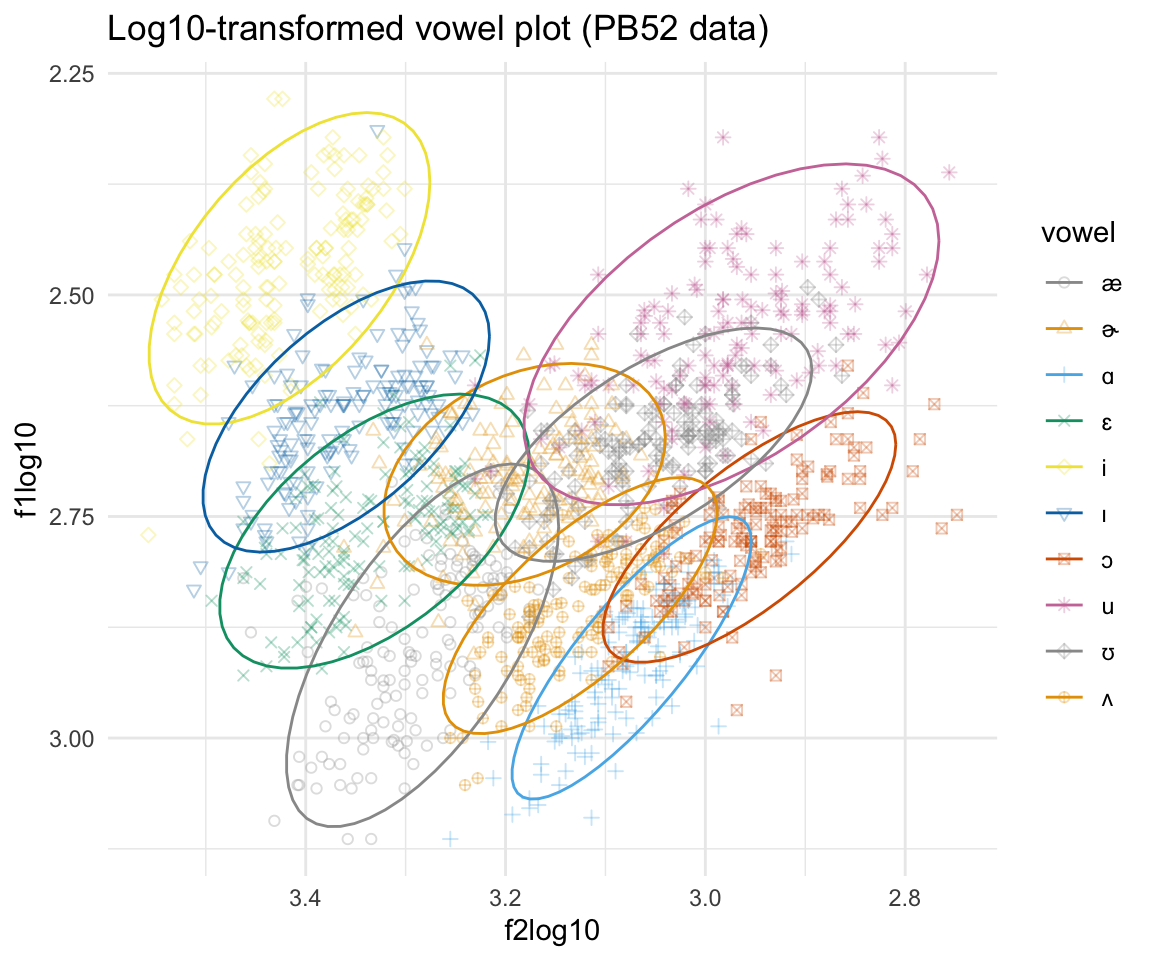 Log10-transformed vowel plot (PB52 data)
2.25
2.50
2.75
3.00
f1log10
3.4 3.2 3.0 2.8
f2log10
vowel
æ
ɚ
ɑ
ɛ
i
ɪ
ɔ
u
ʊ
ʌ